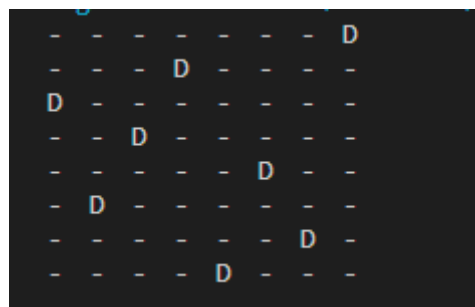 - - - - - - - D
- - - D - - - -
D - - - - - - -
- - D - - - - -
- - - - - D - -
- D - - - - - -
- - - - - - D -
- - - - D - - -